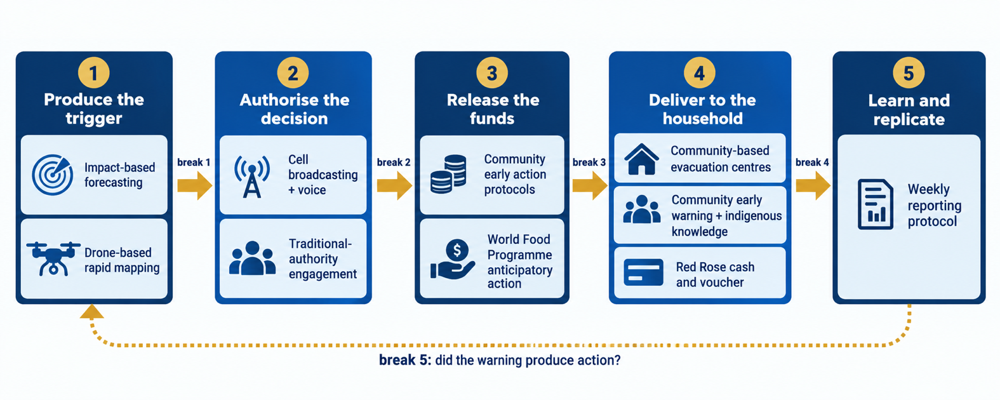 1
Produce the
trigger
Impact-based
forecasting
Drone-based
rapid mapping
break 1
2
Authorise the
decision
Cell
broadcasting
+ voice
Traditional-
authority
engagement
break 2
3
Release the
funds
Community
early action
protocols
$
World Food
Programme
anticipatory
action
break 3
4
Deliver to the
household
Community-based
evacuation centres
Community early
warning + indigenous
knowledge
Red Rose cash
and voucher
break 4
5
Learn and
replicate
Weekly
reporting
protocol
break 5: did the warning produce action?